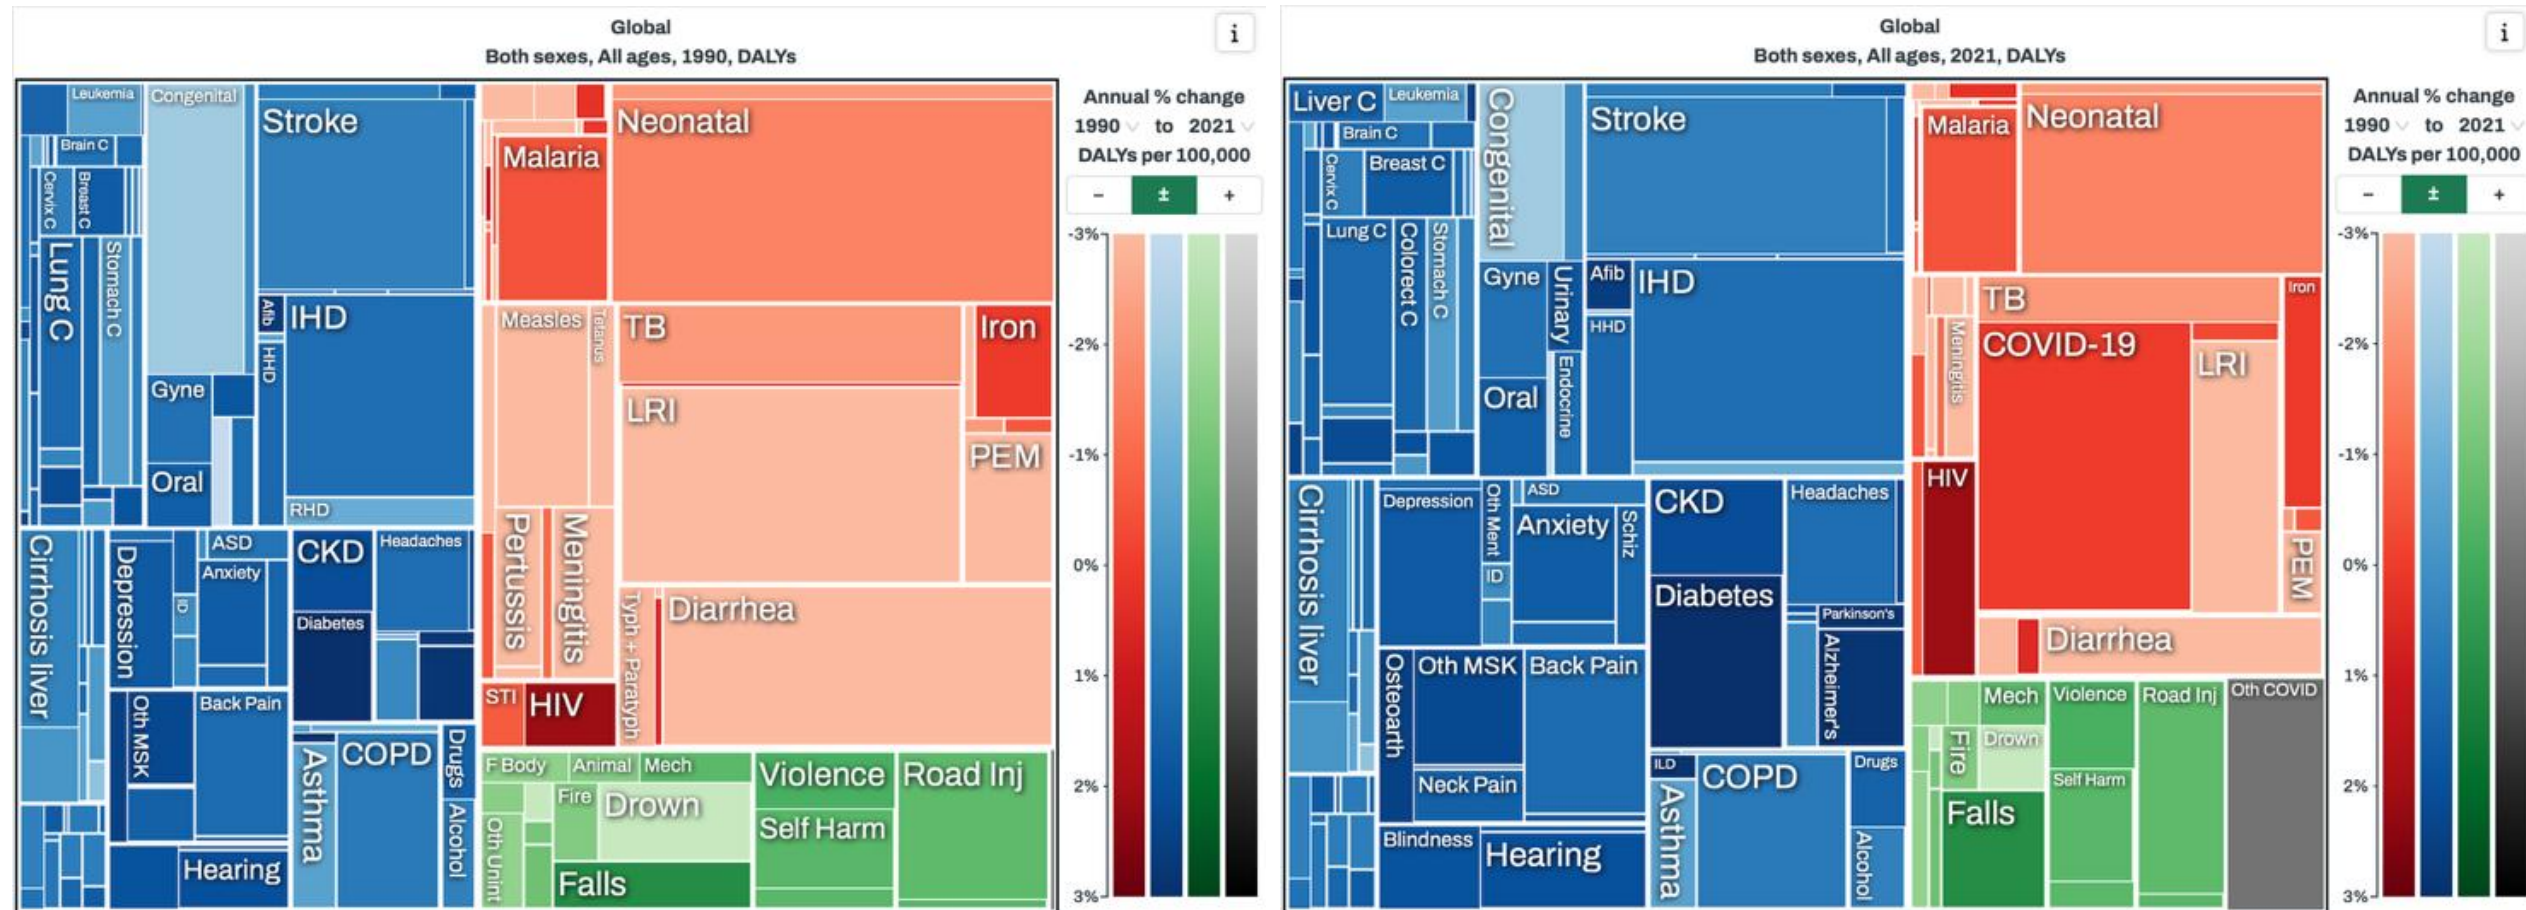 Global
Both sexes, All ages, 1990, DALYs
i
Leukemia
Congenital
Stroke
Brain C
Cervix C
Breast C
Lung C
Stomach C
Afib
IHD
HHD
Gyne
Oral
RHD
Malaria
Neonatal
Measles
Tetanus
TB
Iron
LRI
PEM
Pertussis
Meningitis
Typh + Paratyph
Diarrhea
STI
HIV
Cirrhosis liver
Depression
ASD
ID
Anxiety
CKD
Headaches
Diabetes
Oth MSK
Back Pain
Asthma
COPD
Drugs
Alcohol
Hearing
F Body
Animal
Mech
Fire
Drown
Oth Unint
Falls
Violence
Self Harm
Road Inj
Annual % change
1990 to 2021
DALYs per 100,000
- ± +
-3%
-2%
-1%
0%
1%
2%
3%
Global
Both sexes, All ages, 2021, DALYs
i
Liver C
Leukemia
Congenital
Stroke
Brain C
Cervix C
Breast C
Lung C
Colorect C
Stomach C
Gyne
Urinary
Afib
IHD
HHD
Oral
Endocrine
Malaria
Neonatal
TB
Iron
Meningitis
COVID-19
LRI
HIV
PEM
Diarrhea
Cirrhosis liver
Depression
Oth Ment
ASD
ID
Anxiety
Schiz
CKD
Headaches
Diabetes
Parkinson's
Alzheimer's
Osteoarth
Oth MSK
Back Pain
Neck Pain
Blindness
Hearing
ILD
Asthma
COPD
Drugs
Alcohol
Mech
Fire
Drown
Falls
Violence
Self Harm
Road Inj
Oth COVID
Annual % change
1990 to 2021
DALYs per 100,000
- ± +
-3%
-2%
-1%
0%
1%
2%
3%